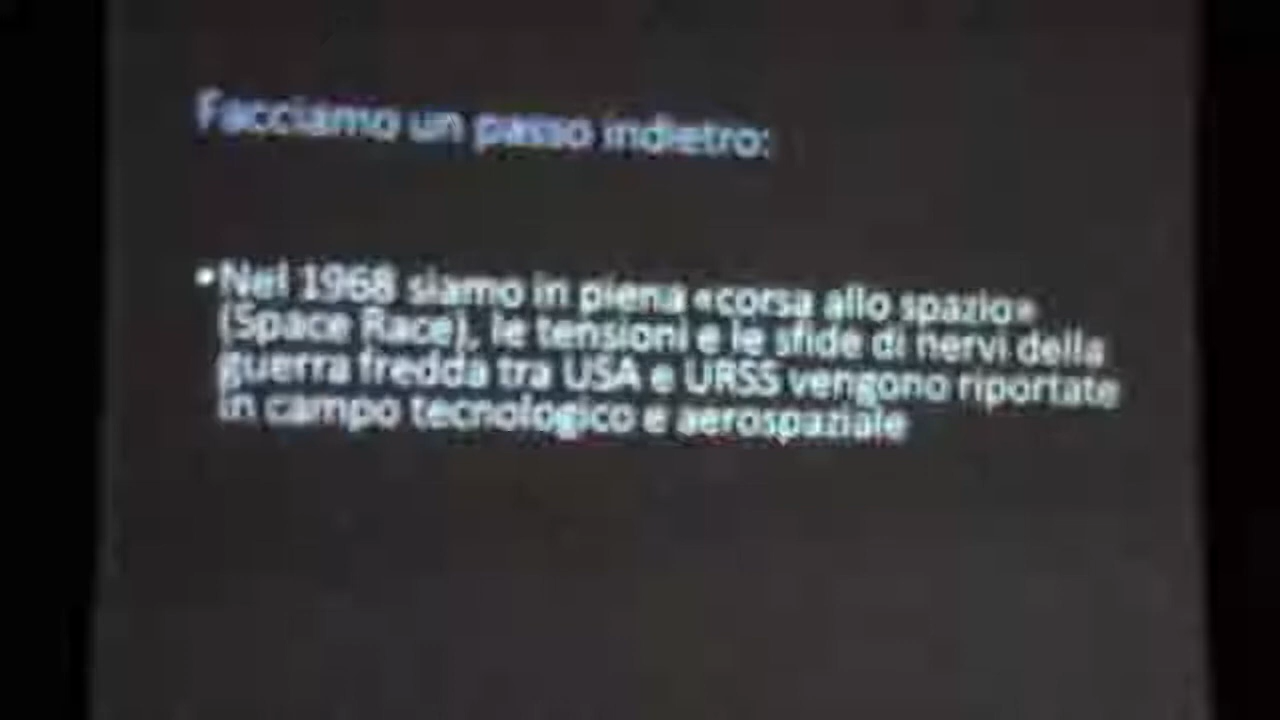 Facciamo un passo indietro:
• Nel 1968 siamo in piena «corsa allo spazio»
(Space Race), le tensioni e le sfide di nervi della
guerra fredda tra USA e URSS vengono riportate
in campo tecnologico e aerospaziale